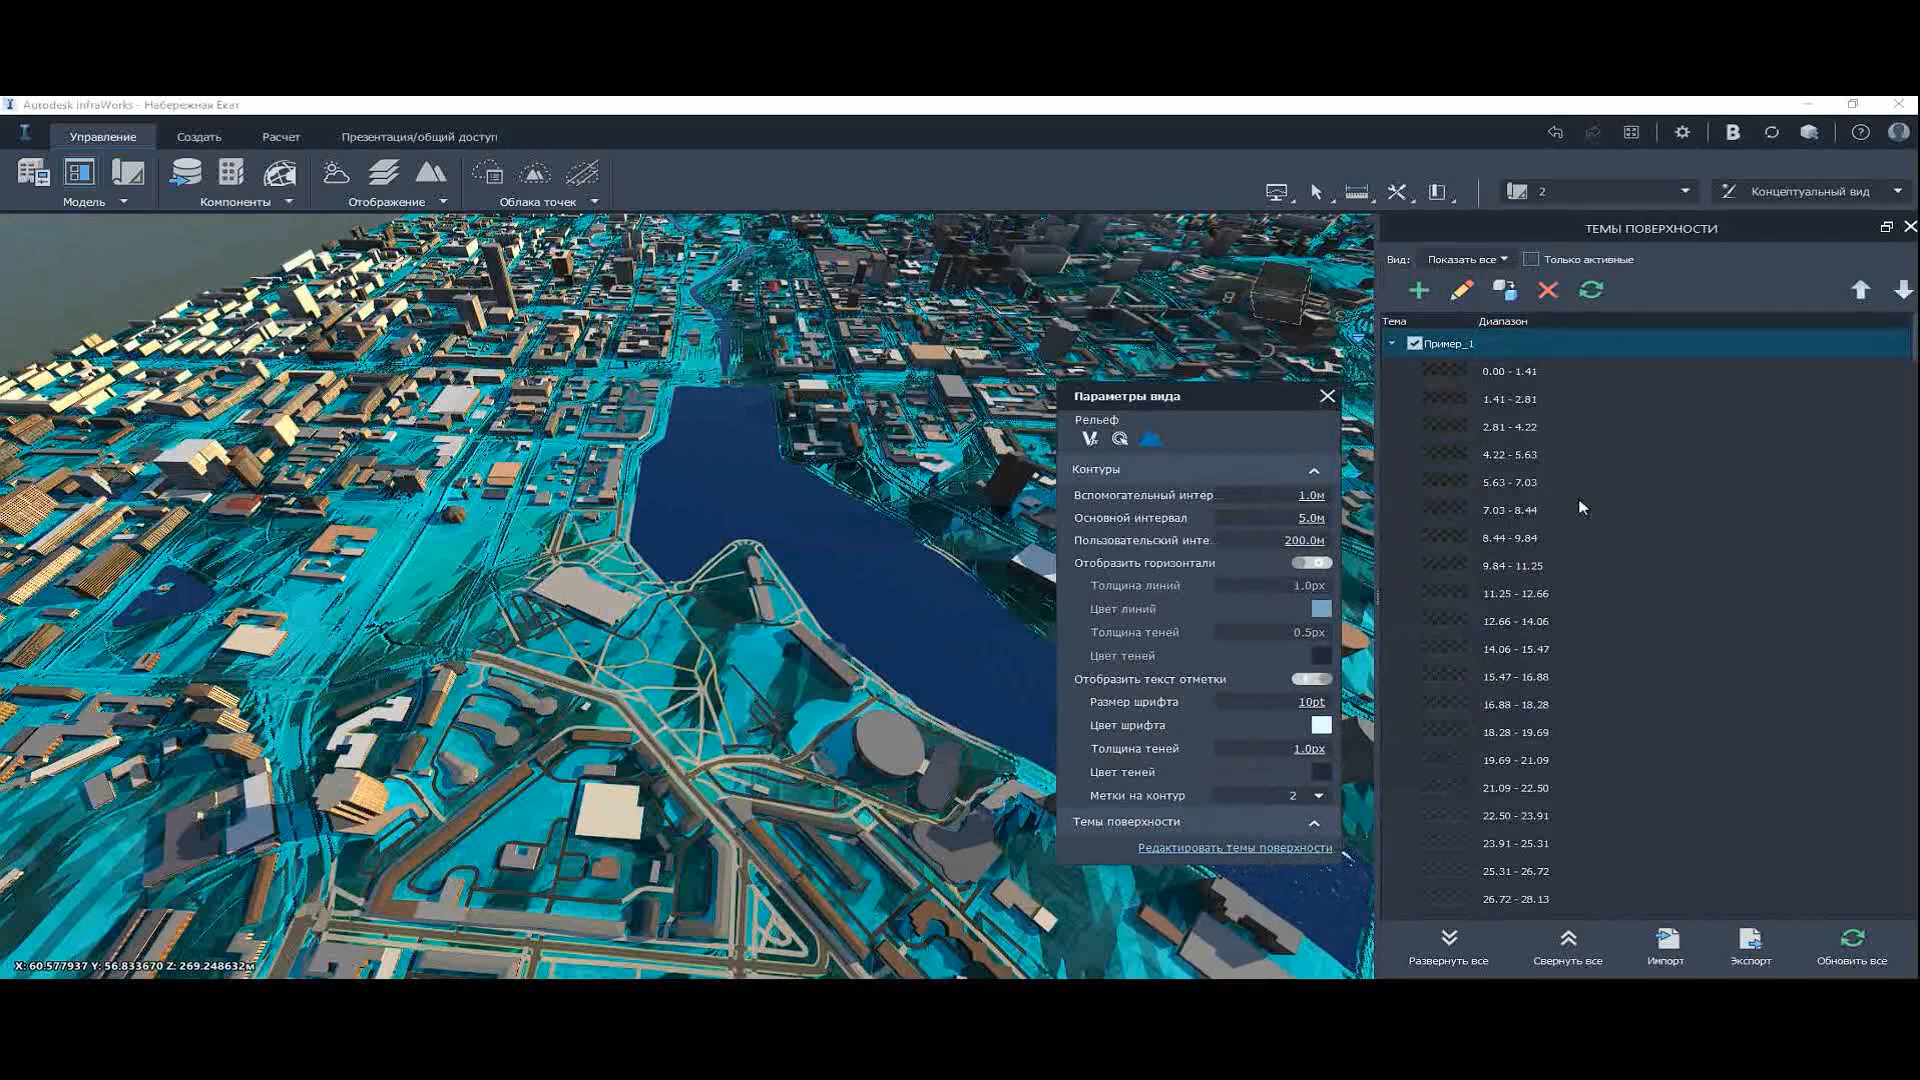 Autodesk InfraWorks - Набережная Екат
Управление
Создать
Расчет
Презентация/общий доступ
Модель
Компоненты
Отображение
Облака точек
2
Концептуальный вид
ТЕМЫ ПОВЕРХНОСТИ
Вид:
Показать все
Только активные
Тема
Диапазон
Пример_1
0.00 - 1.41
1.41 - 2.81
2.81 - 4.22
4.22 - 5.63
5.63 - 7.03
7.03 - 8.44
8.44 - 9.84
9.84 - 11.25
11.25 - 12.66
12.66 - 14.06
14.06 - 15.47
15.47 - 16.88
16.88 - 18.28
18.28 - 19.69
19.69 - 21.09
21.09 - 22.50
22.50 - 23.91
23.91 - 25.31
25.31 - 26.72
26.72 - 28.13
Развернуть все
Свернуть все
Импорт
Экспорт
Обновить все
Параметры вида
Рельеф
Контуры
Вспомогательный интер...
1.0м
Основной интервал
5.0м
Пользовательский инте...
200.0м
Отобразить горизонтали
Толщина линий
1.0px
Цвет линий
Толщина теней
0.5px
Цвет теней
Отобразить текст отметки
Размер шрифта
10pt
Цвет шрифта
Толщина теней
1.0px
Цвет теней
Метки на контур
2
Темы поверхности
Редактировать темы поверхности
X: 60.577937 Y: 56.833670 Z: 269.248632м